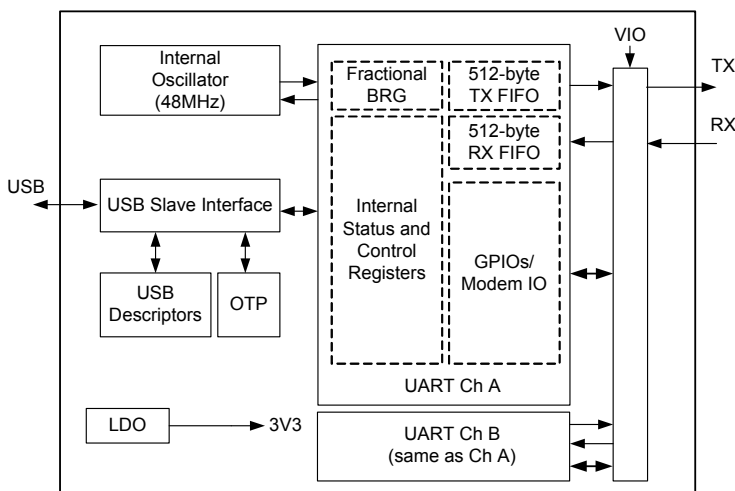 Internal
Oscillator
(48MHz)
Fractional
BRG
512-byte
TX FIFO
512-byte
RX FIFO
VIO
TX
RX
USB
USB Slave Interface
USB
Descriptors
OTP
Internal
Status and
Control
Registers
GPIOs/
Modem IO
UART Ch A
LDO
3V3
UART Ch B
(same as Ch A)